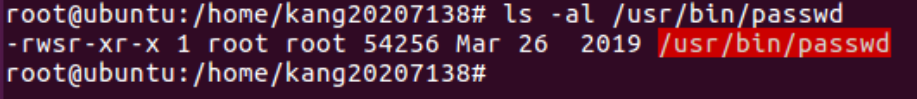 root@ubuntu:/home/kang20207138# ls -al /usr/bin/passwd
-rwsr-xr-x 1 root root 54256 Mar 26  2019 /usr/bin/passwd
root@ubuntu:/home/kang20207138#